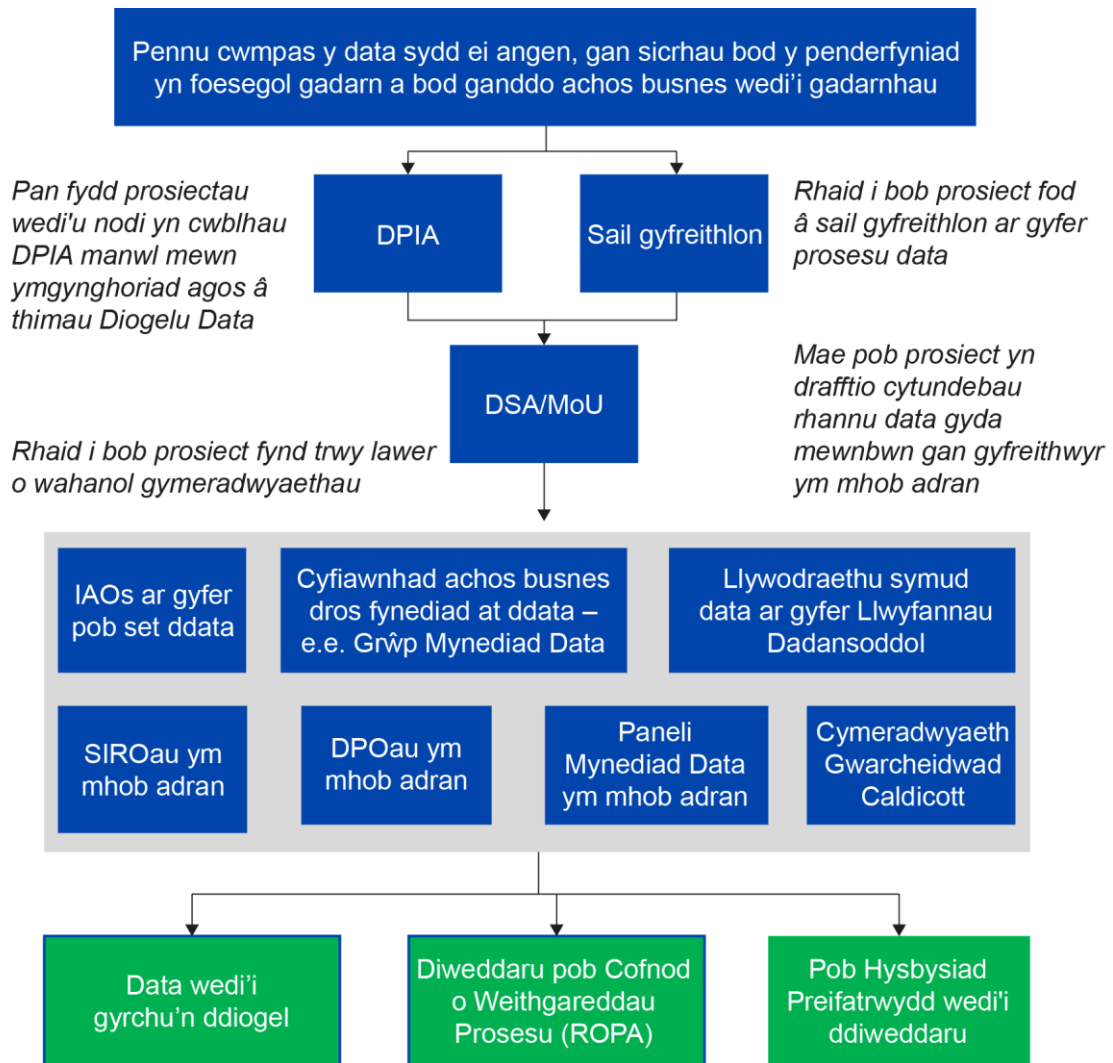 Pennu cwmpas y data sydd ei angen, gan sicrhau bod y penderfyniad
yn foesegol gadarn a bod ganddo achos busnes wedi’i gadarnhau
Pan fydd prosiectau
wedi'u nodi yn cwblhau
DPIA manwl mewn
ymgynghoriad agos â
thimau Diogelu Data
DPIA
Sail gyfreithlon
Rhaid i bob prosiect fod
â sail gyfreithlon ar gyfer
prosesu data
DSA/MoU
Mae pob prosiect yn
drafftio cytundebau
rhannu data gyda
mewnbwn gan gyfreithwyr
ym mhob adran
Rhaid i bob prosiect fynd trwy lawer
o wahanol gymeradwyaethau
IAOs ar gyfer
pob set ddata
Cyfiawnhad achos busnes
dros fynediad at ddata –
e.e. Grŵp Mynediad Data
Llywodraethu symud
data ar gyfer Llwyfannau
Dadansoddol
SIROau ym
mhob adran
DPOau ym
mhob adran
Paneli
Mynediad Data
ym mhob adran
Cymeradwyaeth
Gwarcheidwad
Caldicott
Data wedi’i
gyrchu’n ddiogel
Diweddaru pob Cofnod
o Weithgareddau
Prosesu (ROPA)
Pob Hysbysiad
Preifatrwydd wedi'i
ddiweddaru